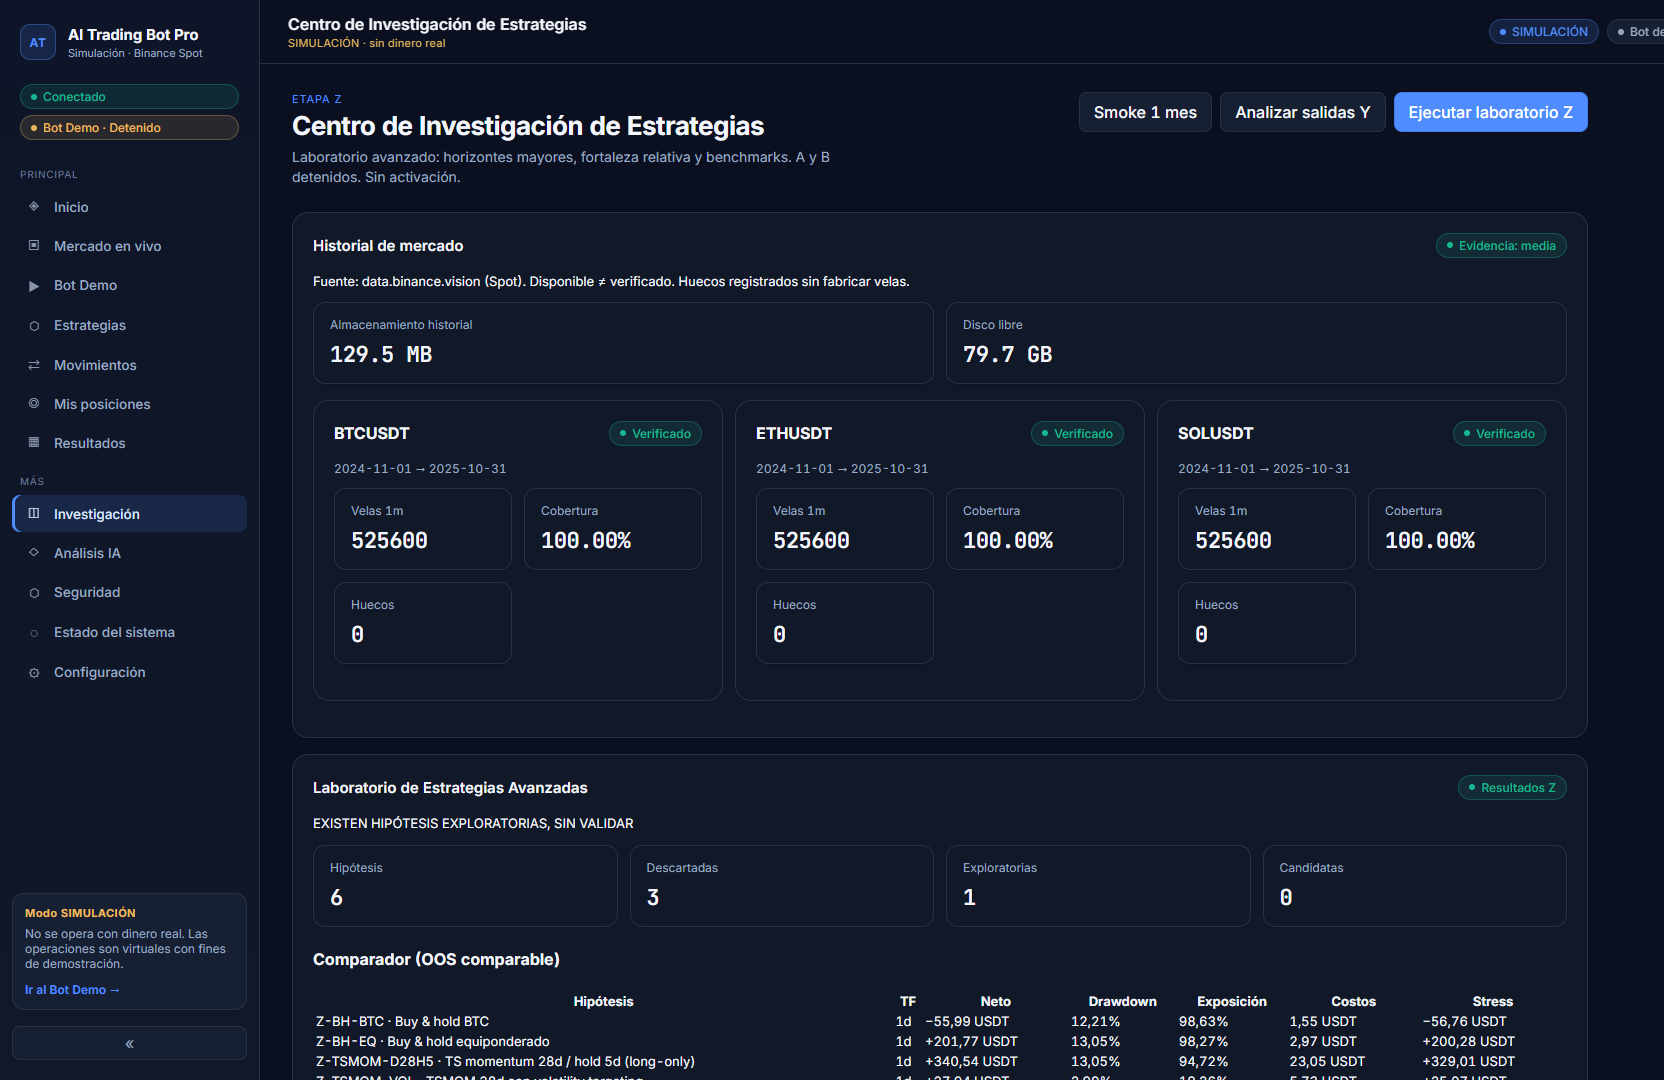 AT
AI Trading Bot Pro
Simulación · Binance Spot
Conectado
Bot Demo · Detenido
PRINCIPAL
Inicio
Mercado en vivo
Bot Demo
Estrategias
Movimientos
Mis posiciones
Resultados
MÁS
Investigación
Análisis IA
Seguridad
Estado del sistema
Configuración
Modo SIMULACIÓN
No se opera con dinero real. Las
operaciones son virtuales con fines
de demostración.
Ir al Bot Demo →
«
Centro de Investigación de Estrategias
SIMULACIÓN · sin dinero real
SIMULACIÓN
Bot de
ETAPA Z
Centro de Investigación de Estrategias
Laboratorio avanzado: horizontes mayores, fortaleza relativa y benchmarks. A y B
detenidos. Sin activación.
Smoke 1 mes
Analizar salidas Y
Ejecutar laboratorio Z
Historial de mercado
Evidencia: media
Fuente: data.binance.vision (Spot). Disponible ≠ verificado. Huecos registrados sin fabricar velas.
Almacenamiento historial
129.5 MB
Disco libre
79.7 GB
BTCUSDT
Verificado
2024-11-01 → 2025-10-31
Velas 1m
525600
Cobertura
100.00%
Huecos
0
ETHUSDT
Verificado
2024-11-01 → 2025-10-31
Velas 1m
525600
Cobertura
100.00%
Huecos
0
SOLUSDT
Verificado
2024-11-01 → 2025-10-31
Velas 1m
525600
Cobertura
100.00%
Huecos
0
Laboratorio de Estrategias Avanzadas
Resultados Z
EXISTEN HIPÓTESIS EXPLORATORIAS, SIN VALIDAR
Hipótesis
6
Descartadas
3
Exploratorias
1
Candidatas
0
Comparador (OOS comparable)
Hipótesis TF Neto Drawdown Exposición Costos Stress
Z-BH-BTC · Buy & hold BTC 1d −55,99 USDT 12,21% 98,63% 1,55 USDT −56,76 USDT
Z-BH-EQ · Buy & hold equiponderado 1d +201,77 USDT 13,05% 98,27% 2,97 USDT +200,28 USDT
Z-TSMOM-D28H5 · TS momentum 28d / hold 5d (long-only) 1d +340,54 USDT 13,05% 94,72% 23,05 USDT +329,01 USDT